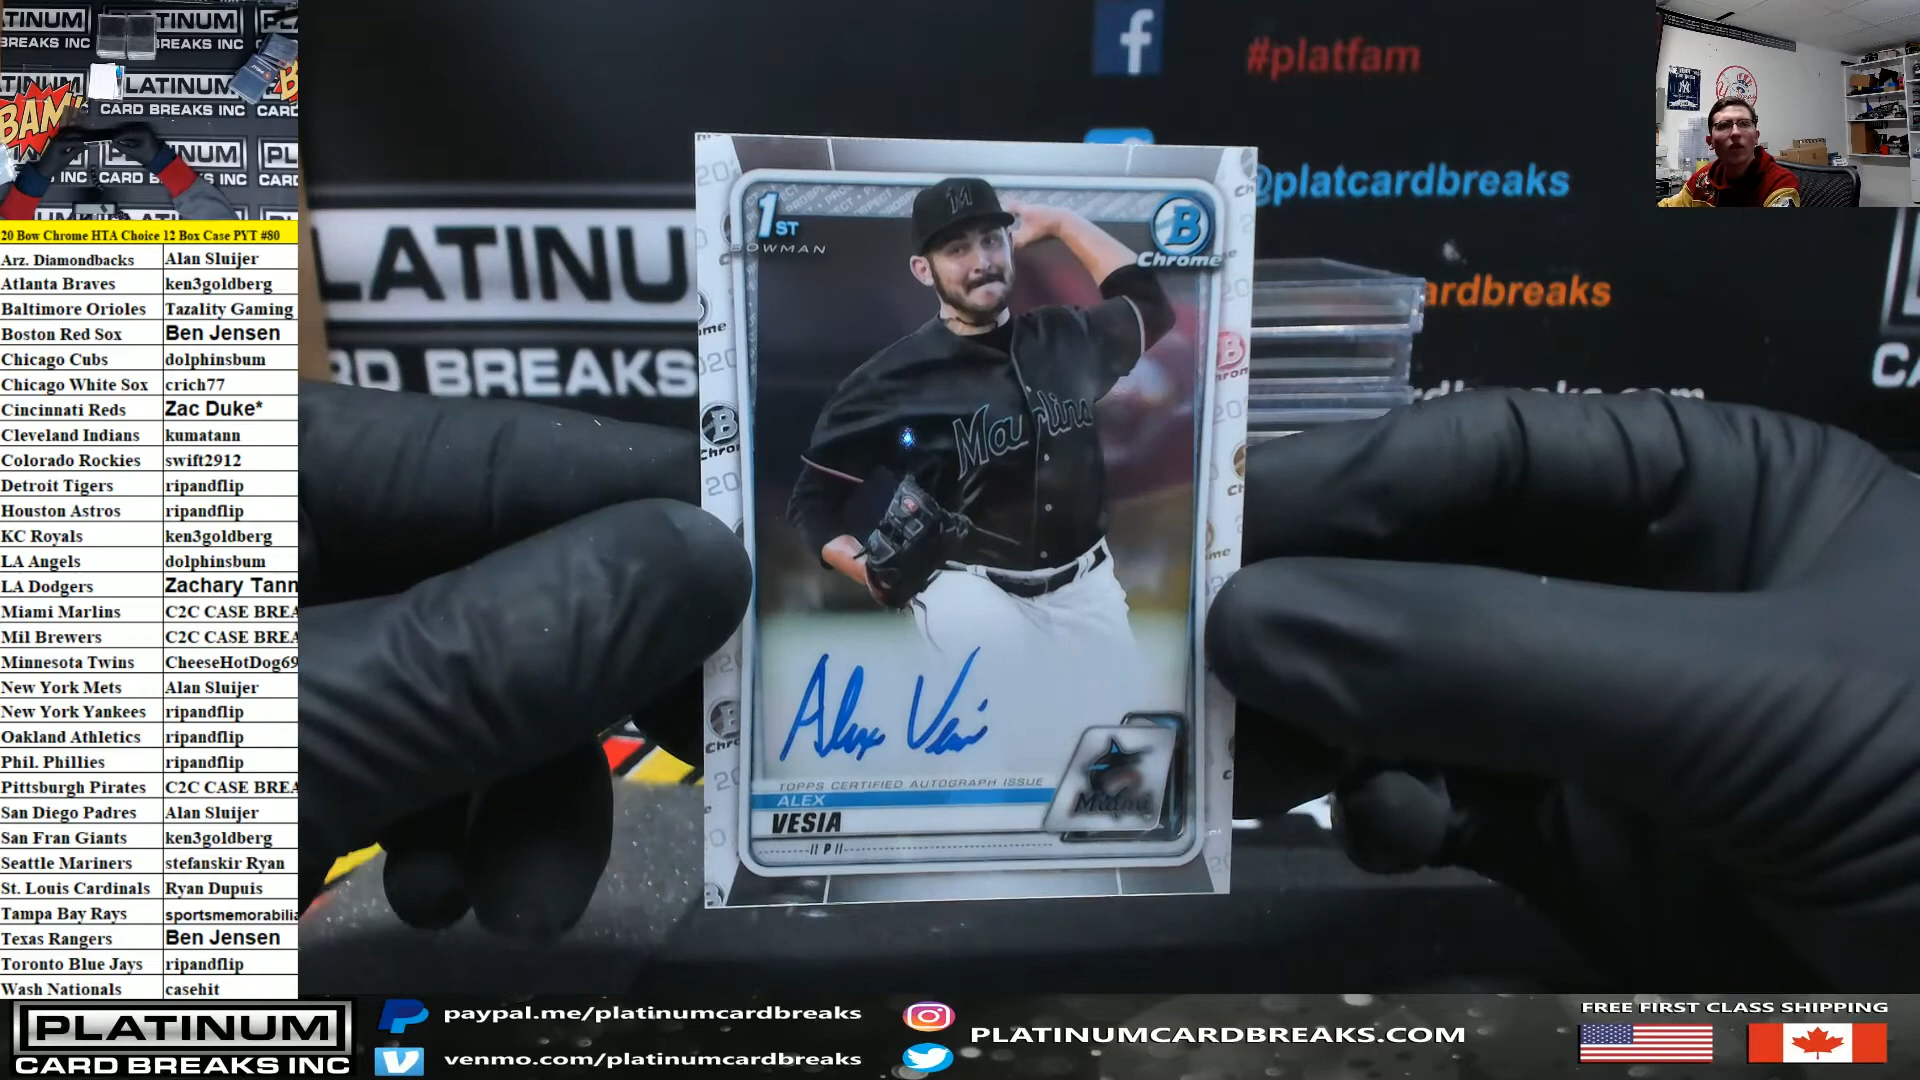 PLATINUM
CARD BREAKS INC
BAM
20 Bow Chrome HTA Choice 12 Box Case PYT #80
Arz. Diamondbacks Alan Sluijer
Atlanta Braves ken3goldberg
Baltimore Orioles Tazality Gaming
Boston Red Sox Ben Jensen
Chicago Cubs dolphinsbum
Chicago White Sox crich77
Cincinnati Reds Zac Duke*
Cleveland Indians kumatann
Colorado Rockies swift2912
Detroit Tigers ripandflip
Houston Astros ripandflip
KC Royals ken3goldberg
LA Angels dolphinsbum
LA Dodgers Zachary Tann
Miami Marlins C2C CASE BREA
Mil Brewers C2C CASE BREA
Minnesota Twins CheeseHotDog69
New York Mets Alan Sluijer
New York Yankees ripandflip
Oakland Athletics ripandflip
Phil. Phillies ripandflip
Pittsburgh Pirates C2C CASE BREA
San Diego Padres Alan Sluijer
San Fran Giants ken3goldberg
Seattle Mariners stefanskir Ryan
St. Louis Cardinals Ryan Dupuis
Tampa Bay Rays sportsmemorabilia
Texas Rangers Ben Jensen
Toronto Blue Jays ripandflip
Wash Nationals casehit
f #platfam
@platcardbreaks
ardbreaks
rdbreaks.com
LATINU
RD BREAKS
1ST
BOWMAN
B
Chrome
M
Marlins
Alex Vesia
TOPPS CERTIFIED AUTOGRAPH ISSUE
ALEX
VESIA
P
Miami
PLATINUM
CARD BREAKS INC
paypal.me/platinumcardbreaks
venmo.com/platinumcardbreaks
PLATINUMCARDBREAKS.COM
FREE FIRST CLASS SHIPPING